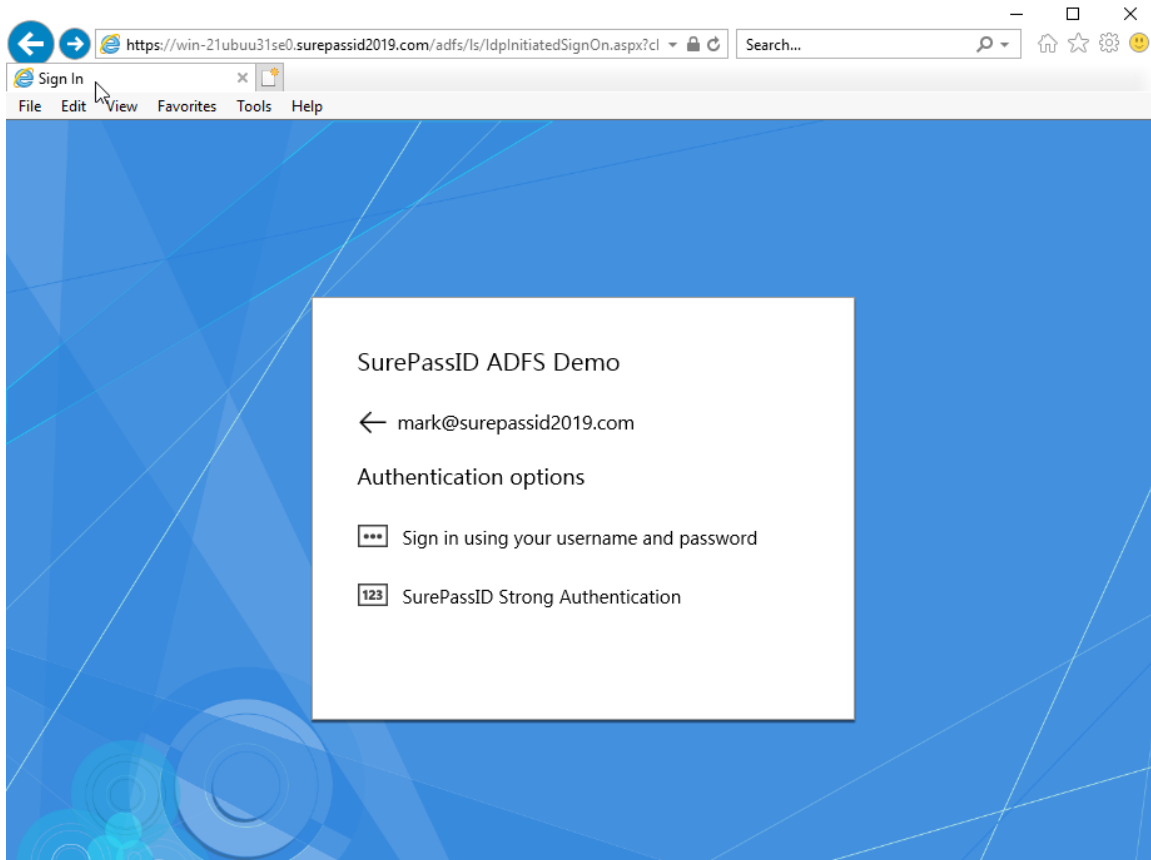 https://win-21ubuu31se0.surepassid2019.com/adfs/ls/IdpInitiatedSignOn.aspx?cl
Search...
Sign In
File Edit View Favorites Tools Help
SurePassID ADFS Demo
mark@surepassid2019.com
Authentication options
Sign in using your username and password
123 SurePassID Strong Authentication